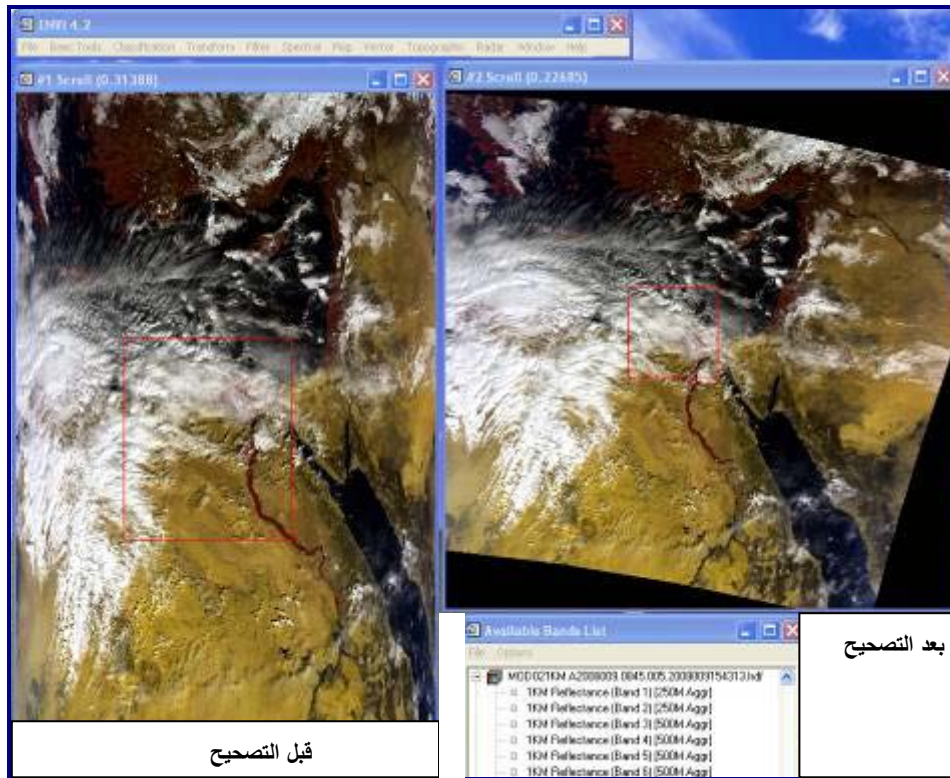 ENVI 4.2
File Basic Tools Classification Transform Filter Spectral Map Vector Topographic Radar Window Help
#1 Scroll (0.31388)
#2 Scroll (0.22685)
Available Bands List
File Options
MOD021KM.A2008009.0845.005.2008009154313.hdf
1KM Reflectance (Band 1) [250M Aggr]
1KM Reflectance (Band 2) [250M Aggr]
1KM Reflectance (Band 3) [500M Aggr]
1KM Reflectance (Band 4) [500M Aggr]
1KM Reflectance (Band 5) [500M Aggr]
1KM Reflectance (Band 6) [500M Aggr]
بعد التصحيح
قبل التصحيح